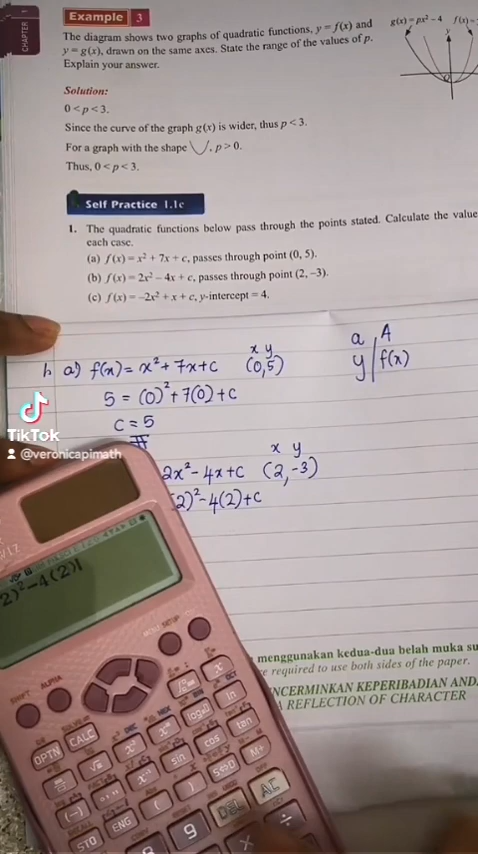 CHAPTER 1
Example 3
The diagram shows two graphs of quadratic functions, y = f(x) and
y = g(x), drawn on the same axes. State the range of the values of p.
Explain your answer.
g(x) = px² – 4 f(x) =
Solution:
0 < p < 3.
Since the curve of the graph g(x) is wider, thus p < 3.
For a graph with the shape , p > 0.
Thus, 0 < p < 3.
Self Practice 1.1c
1. The quadratic functions below pass through the points stated. Calculate the value
each case.
(a) f(x) = x² + 7x + c, passes through point (0, 5).
(b) f(x) = 2x² – 4x + c, passes through point (2, –3).
(c) f(x) = –2x² + x + c, y-intercept = 4.
a) f(x) = x² + 7x + c
x y
(0,5)
a A
y f(x)
5 = (0)² + 7(0) + c
c = 5
2x² - 4x + c
x y
(2,-3)
2)² - 4(2) + c
TikTok
@veronicapimath
2)²-4(2)
menggunakan kedua-dua belah muka su
required to use both sides of the paper.
NCERMINKAN KEPERIBADIAN AND
A REFLECTION OF CHARACTER
SHIFT ALPHA
MENU SETUP
OPTN CALC
x
√ x² log ln
(-) sin cos tan
STO ENG ( ) S⇔D M+
9 DEL AC
× ÷